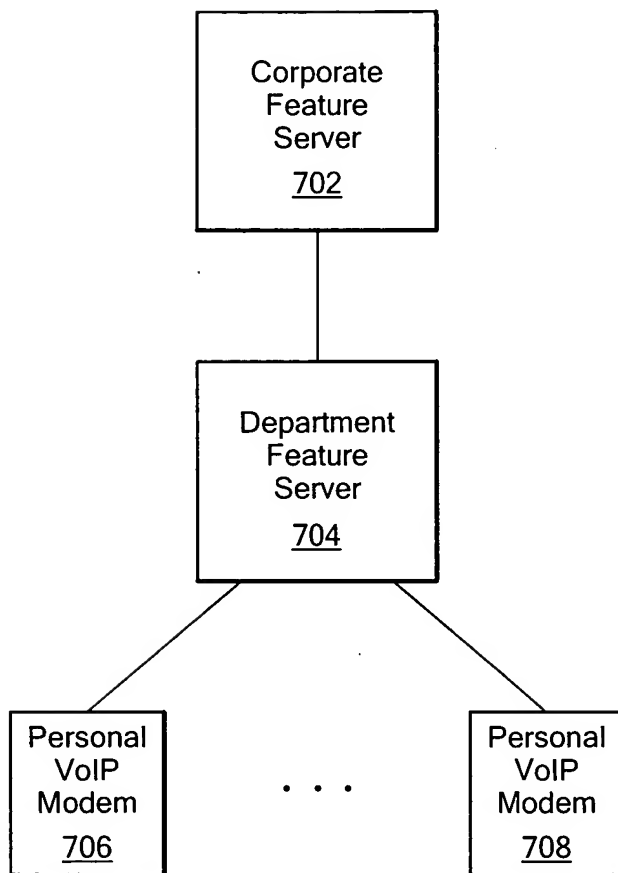 Corporate
Feature
Server
702
Department
Feature
Server
704
Personal
VoIP
Modem
706
. . .
Personal
VoIP
Modem
708